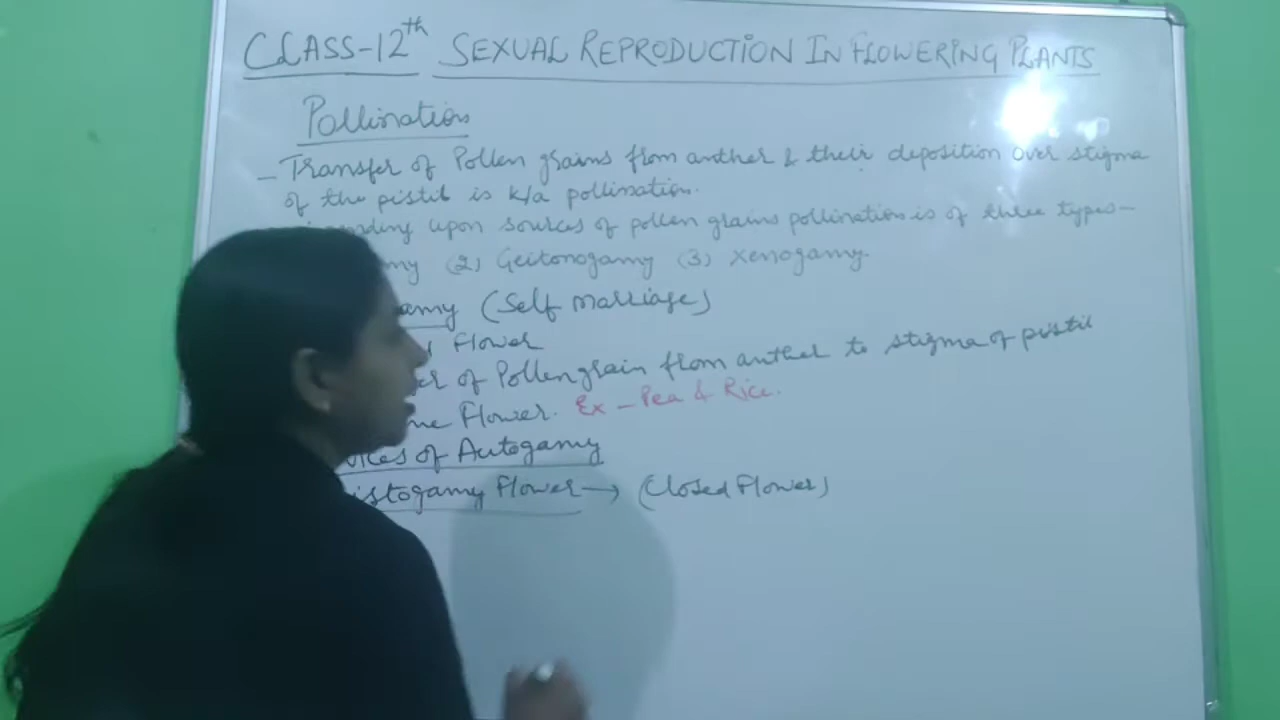 CLASS-12th SEXUAL REPRODUCTION IN FLOWERING PLANTS
Pollination
- Transfer of Pollen grains from anther & their deposition over stigma
of the pistil is k/a pollination.
upon sources of pollen grains pollination is of three types-
(2) Geitonogamy (3) Xenogamy.
(Self Marriage)
Flower
of Pollengrain from anther to stigma of pistil
Flower. Ex - Pea & Rice.
of Autogamy
Flower → (Closed Flower)